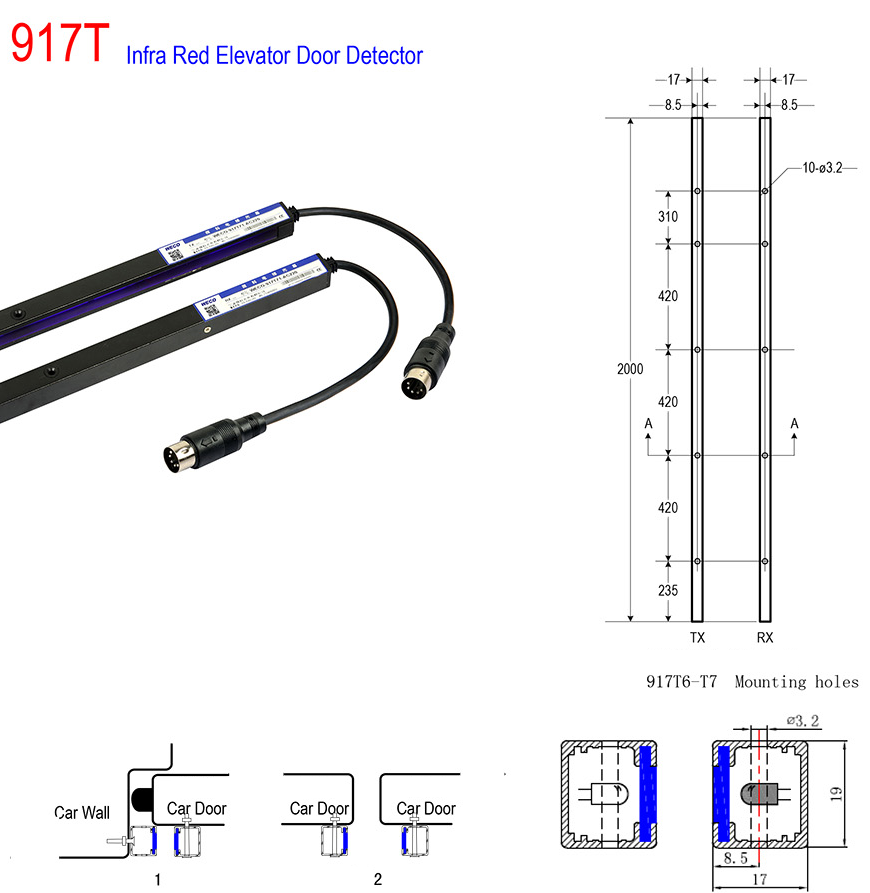 917T Infra Red Elevator Door Detector
17 17
8.5 8.5
10-ø3.2
310
420
2000
420
A A
420
235
TX RX
917T6-T7 Mounting holes
WECO
WECO
Car Wall
Car Door
Car Door
Car Door
1
2
ø3.2
19
8.5
17